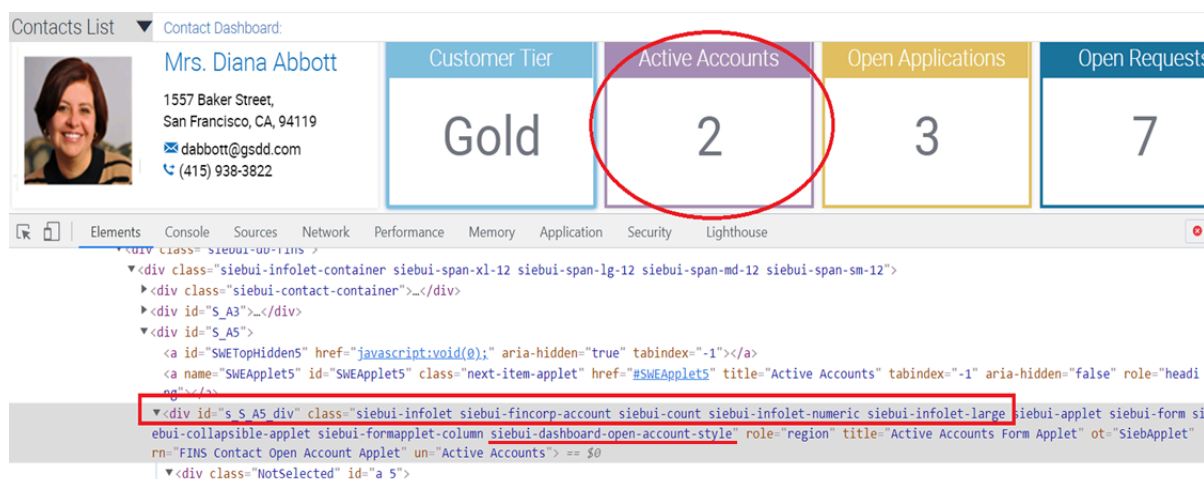 Contacts List ▼ Contact Dashboard:
Mrs. Diana Abbott
1557 Baker Street,
San Francisco, CA, 94119
dabbott@gsdd.com
(415) 938-3822
Customer Tier
Gold
Active Accounts
2
Open Applications
3
Open Requests
7
Elements Console Sources Network Performance Memory Application Security Lighthouse
▼<div class="siebui-db-fins">
▼<div class="siebui-infolet-container siebui-span-xl-12 siebui-span-lg-12 siebui-span-md-12 siebui-span-sm-12">
▶<div class="siebui-contact-container">…</div>
▶<div id="S_A3">…</div>
▼<div id="S_A5">
<a id="SWETopHidden5" href="javascript:void(0);" aria-hidden="true" tabindex="-1"></a>
<a name="SWEApplet5" id="SWEApplet5" class="next-item-applet" href="#SWEApplet5" title="Active Accounts" tabindex="-1" aria-hidden="false" role="headi
ng"></a>
▼<div id="s_S_A5_div" class="siebui-infolet siebui-fincorp-account siebui-count siebui-infolet-numeric siebui-infolet-large siebui-applet siebui-form si
ebui-collapsible-applet siebui-formapplet-column siebui-dashboard-open-account-style" role="region" title="Active Accounts Form Applet" ot="SiebApplet"
rn="FINS Contact Open Account Applet" un="Active Accounts"> == $0
▼<div class="NotSelected" id="a_5">